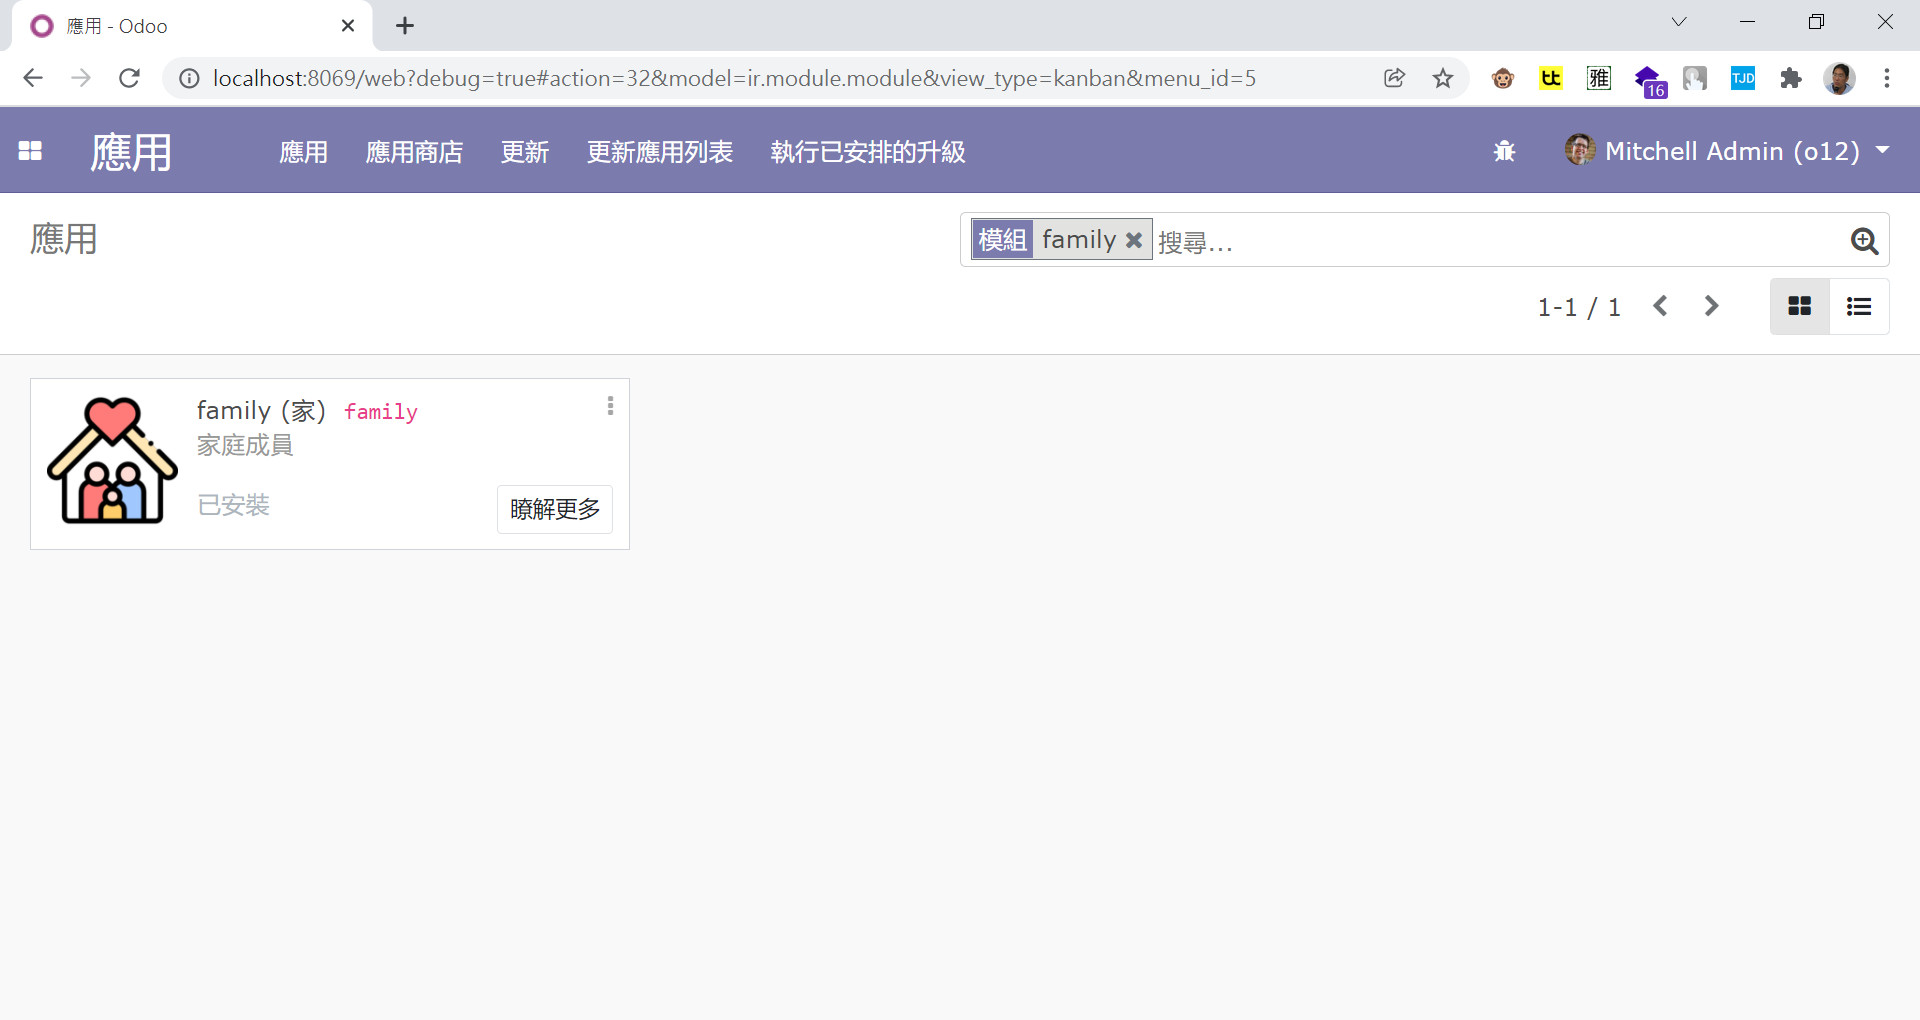 應用 - Odoo
localhost:8069/web?debug=true#action=32&model=ir.module.module&view_type=kanban&menu_id=5
tt
雅
16
TJD
應用 應用 應用商店 更新 更新應用列表 執行已安排的升級 Mitchell Admin (o12)
應用
模組 family 搜尋...
1-1 / 1
family (家) family
家庭成員
已安裝
瞭解更多